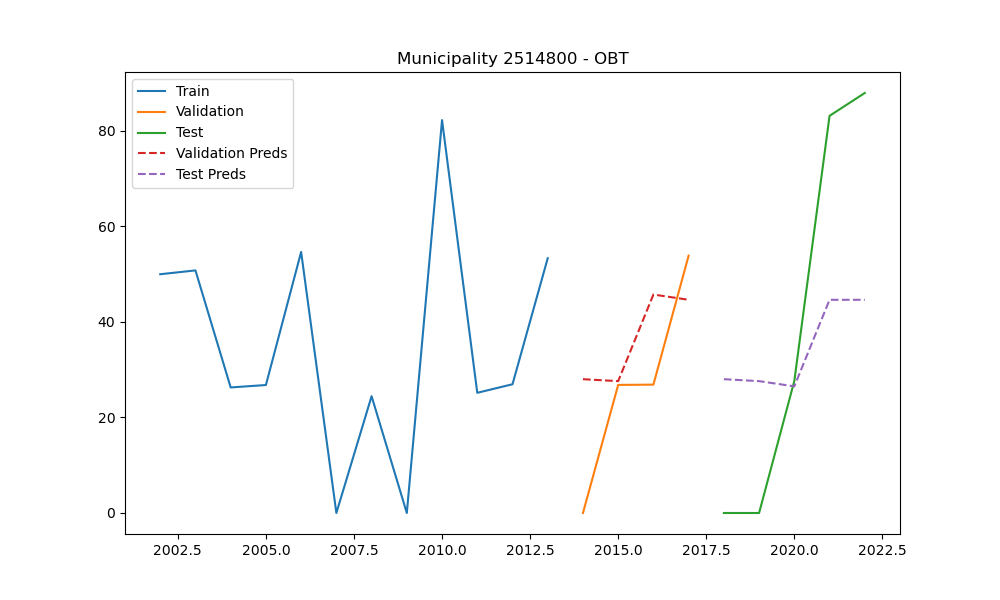 Municipality 2514800 - OBT
Train
Validation
Test
Validation Preds
Test Preds
80
60
40
20
0
2002.5 2005.0 2007.5 2010.0 2012.5 2015.0 2017.5 2020.0 2022.5